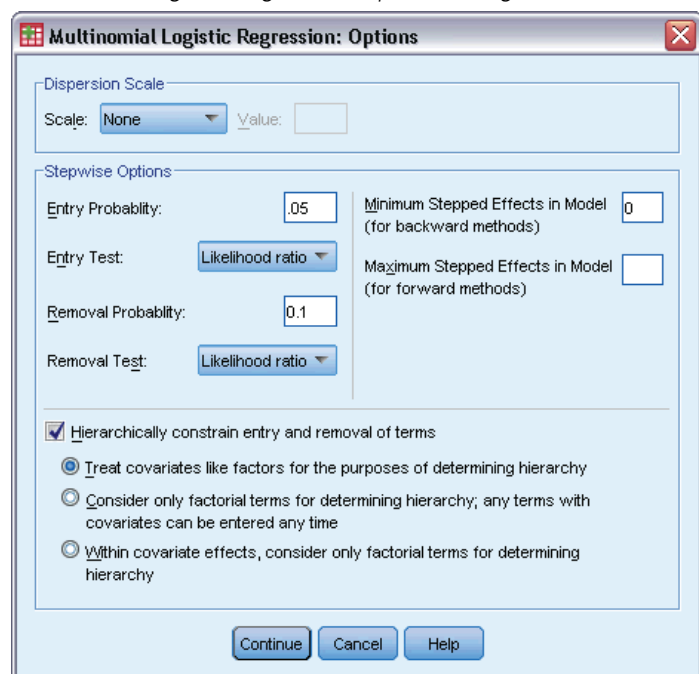 Multinomial Logistic Regression: Options
Dispersion Scale
Scale: None Value:
Stepwise Options
Entry Probablity: .05
Entry Test: Likelihood ratio
Removal Probablity: 0.1
Removal Test: Likelihood ratio
Minimum Stepped Effects in Model 0
(for backward methods)
Maximum Stepped Effects in Model
(for forward methods)
Hierarchically constrain entry and removal of terms
Treat covariates like factors for the purposes of determining hierarchy
Consider only factorial terms for determining hierarchy; any terms with
covariates can be entered any time
Within covariate effects, consider only factorial terms for determining
hierarchy
Continue Cancel Help